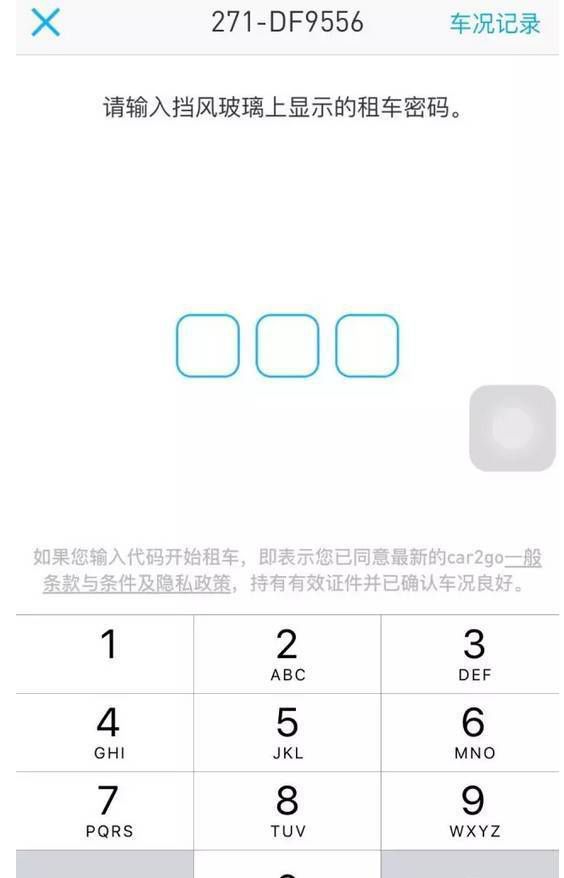 271-DF9556 车况记录
请输入挡风玻璃上显示的租车密码。
如果您输入代码开始租车，即表示您已同意最新的car2go一般
条款与条件及隐私政策，持有有效证件并已确认车况良好。
1 2 3
ABC DEF
4 5 6
GHI JKL MNO
7 8 9
PQRS TUV WXYZ